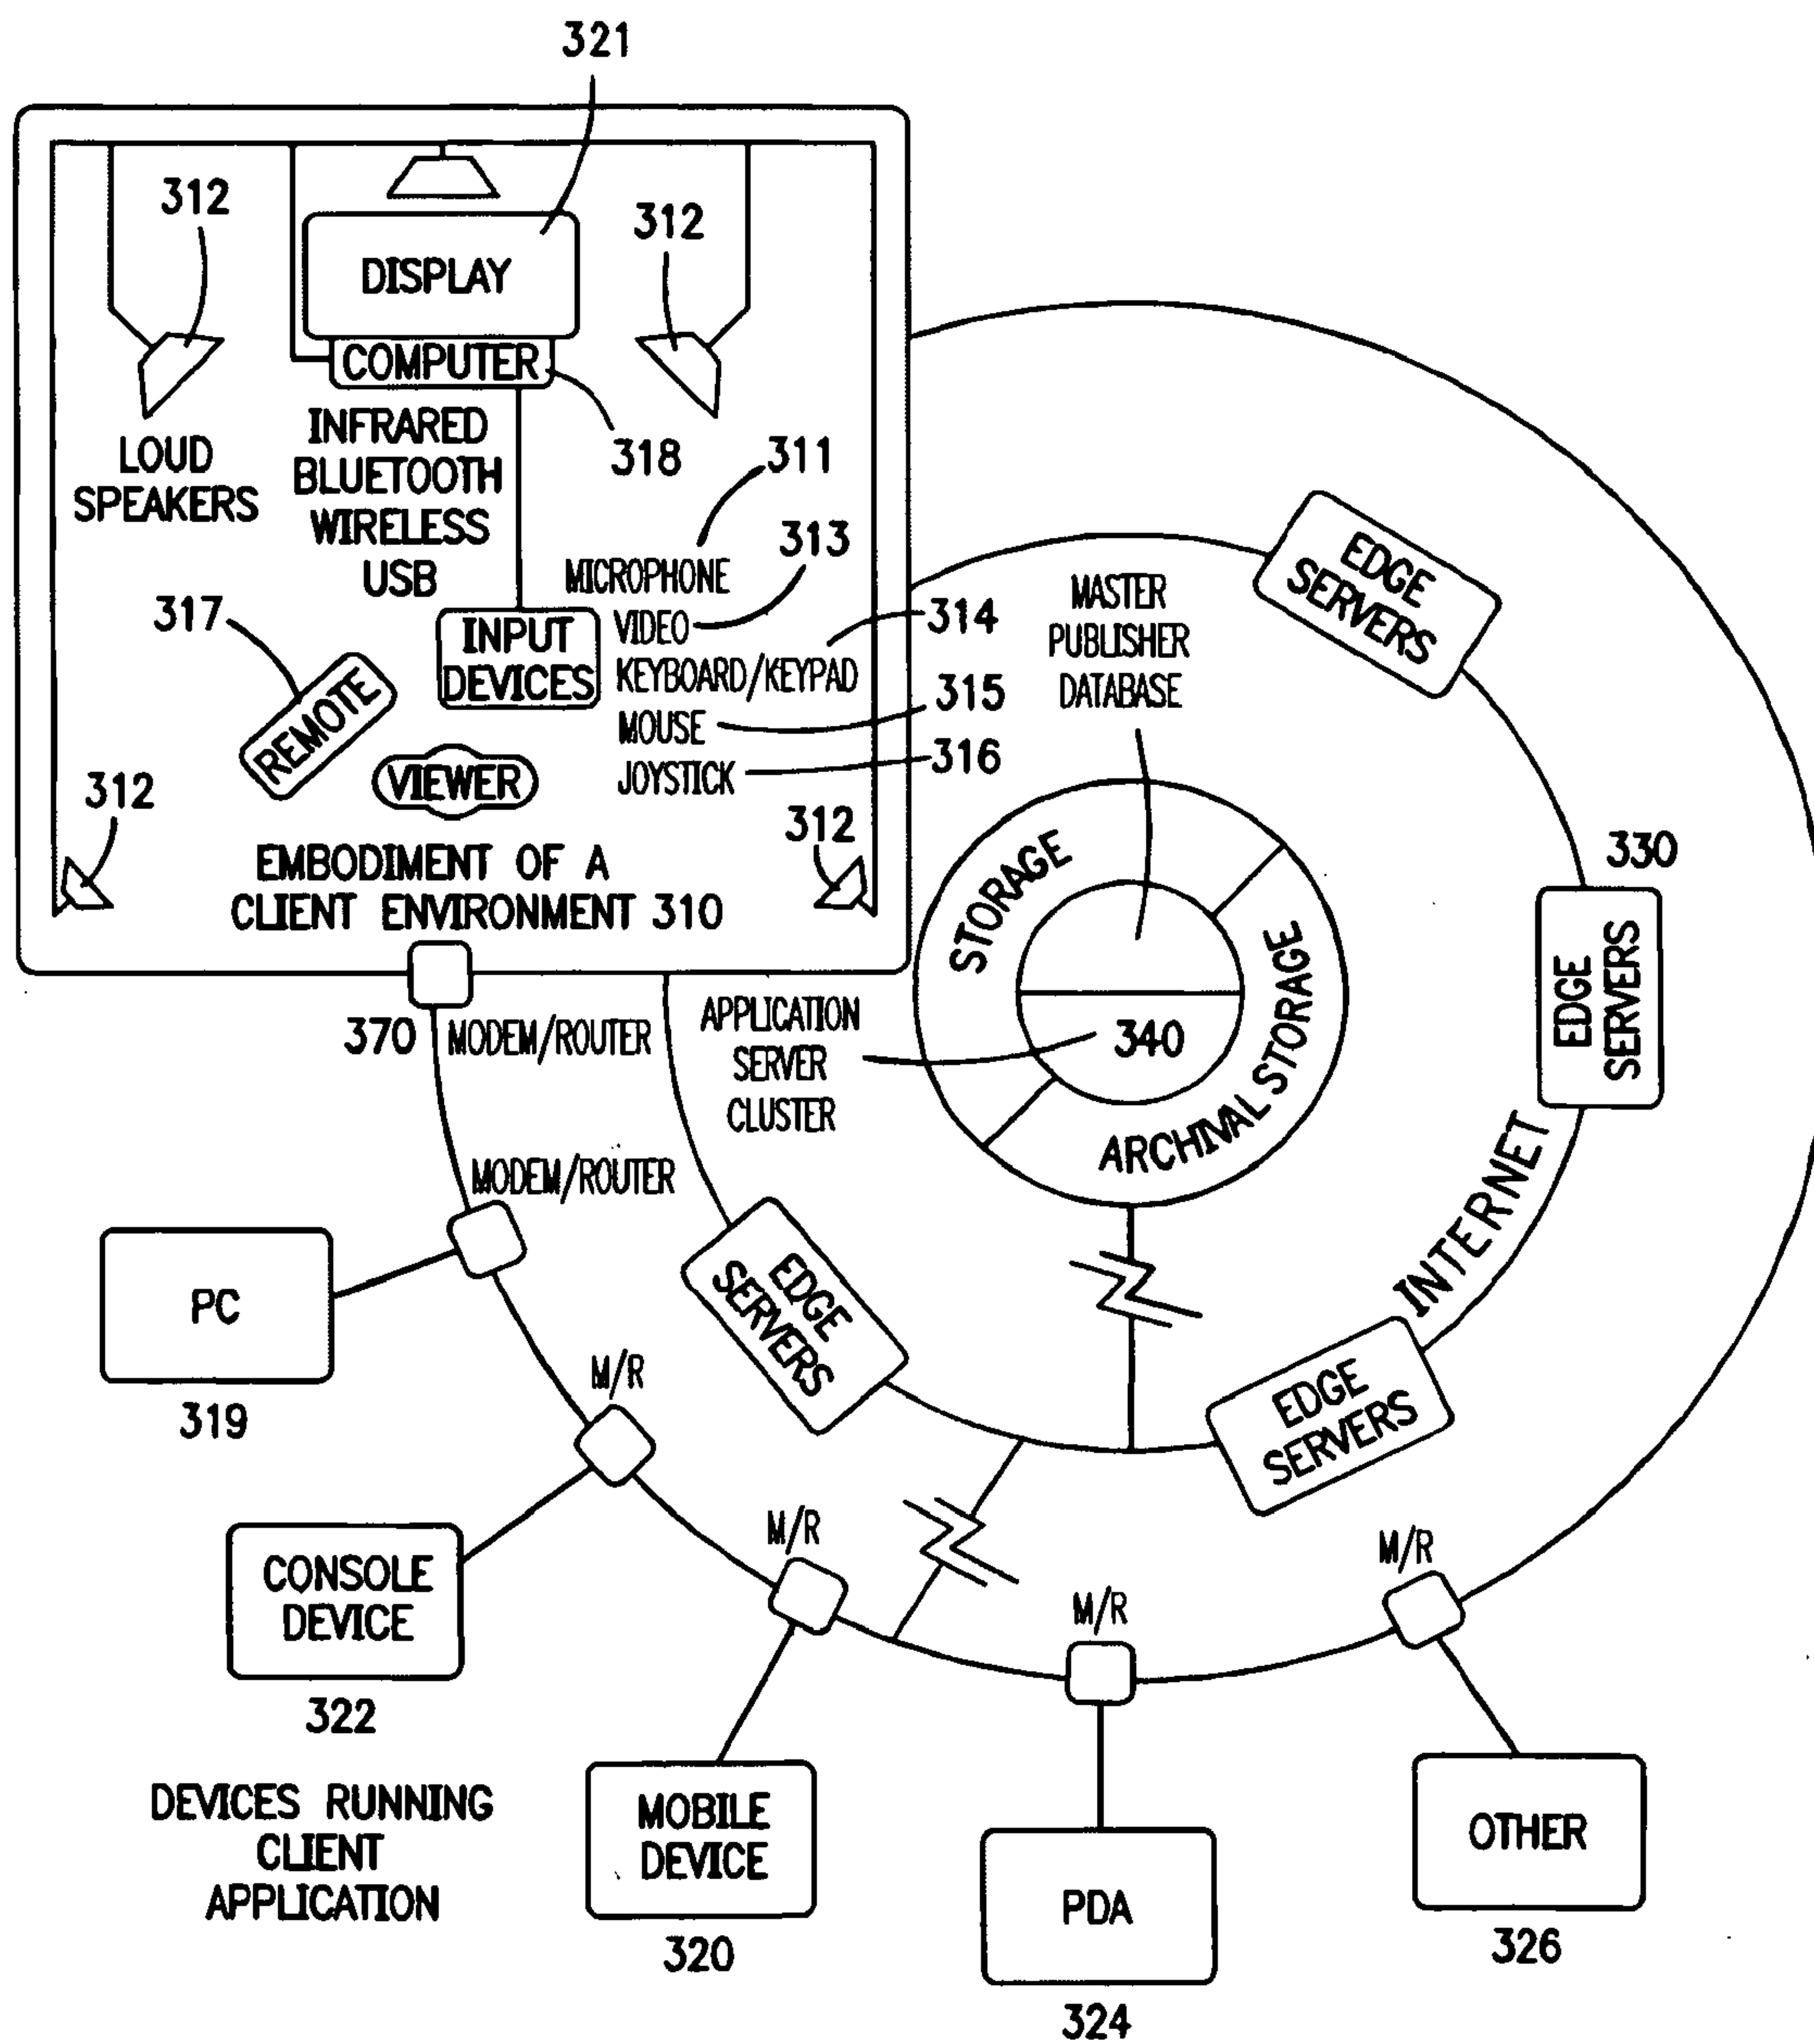 321
312
312
DISPLAY
COMPUTER
318
LOUD
SPEAKERS
INFRARED
BLUETOOTH
WIRELESS
USB
311
MICROPHONE
313
VIDEO
314
KEYBOARD/KEYPAD
315
MOUSE
316
JOYSTICK
INPUT
DEVICES
317
REMOTE
VIEWER
312
312
EMBODIMENT OF A
CLIENT ENVIRONMENT 310
MASTER
PUBLISHER
DATABASE
EDGE
SERVERS
330
EDGE
SERVERS
STORAGE
ARCHIVAL STORAGE
340
APPLICATION
SERVER
CLUSTER
370 MODEM/ROUTER
MODEM/ROUTER
INTERNET
EDGE
SERVERS
EDGE
SERVERS
PC
319
M/R
CONSOLE
DEVICE
322
M/R
M/R
M/R
DEVICES RUNNING
CLIENT
APPLICATION
MOBILE
DEVICE
320
PDA
324
OTHER
326